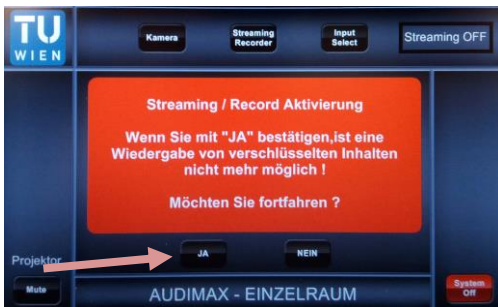 TU
WIEN
Kamera
Streaming
Recorder
Input
Select
Streaming OFF
Streaming / Record Aktivierung
Wenn Sie mit "JA" bestätigen,ist eine
Wiedergabe von verschlüsselten Inhalten
nicht mehr möglich !
Möchten Sie fortfahren ?
Projektor
JA
NEIN
Mute
AUDIMAX - EINZELRAUM
System
Off